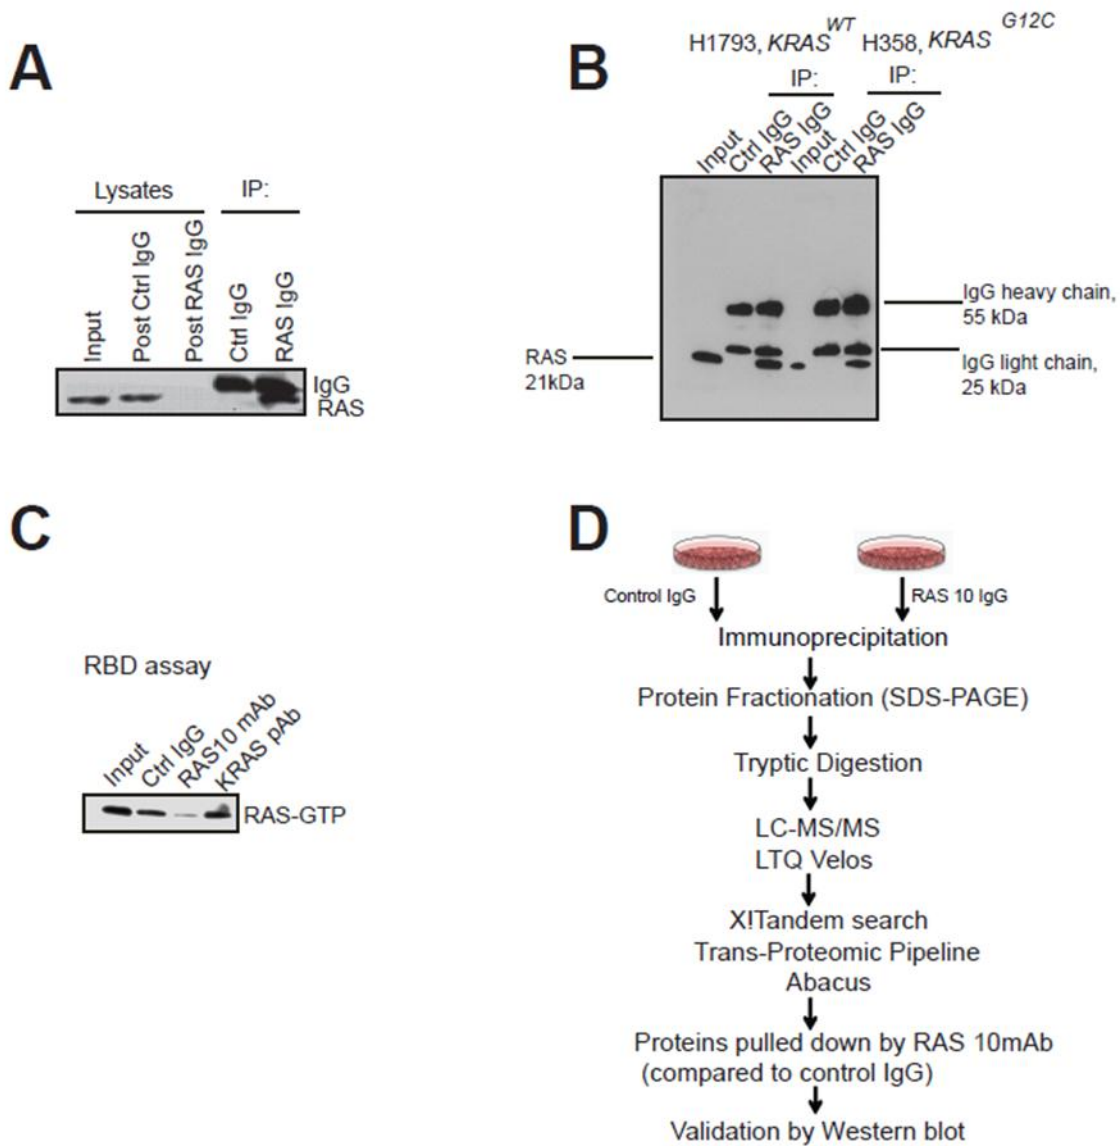 A
Lysates
IP:
Input
Post Ctrl IgG
Post RAS IgG
Ctrl IgG
RAS IgG
IgG
RAS
B
H1793, KRAS WT H358, KRAS G12C
IP:
IP:
Input
Ctrl IgG
RAS IgG
Input
Ctrl IgG
RAS IgG
RAS
21kDa
IgG heavy chain,
55 kDa
IgG light chain,
25 kDa
C
RBD assay
Input
Ctrl IgG
RAS10 mAb
KRAS pAb
RAS-GTP
D
Control IgG
RAS 10 IgG
Immunoprecipitation
Protein Fractionation (SDS-PAGE)
Tryptic Digestion
LC-MS/MS
LTQ Velos
X!Tandem search
Trans-Proteomic Pipeline
Abacus
Proteins pulled down by RAS 10mAb
(compared to control IgG)
Validation by Western blot